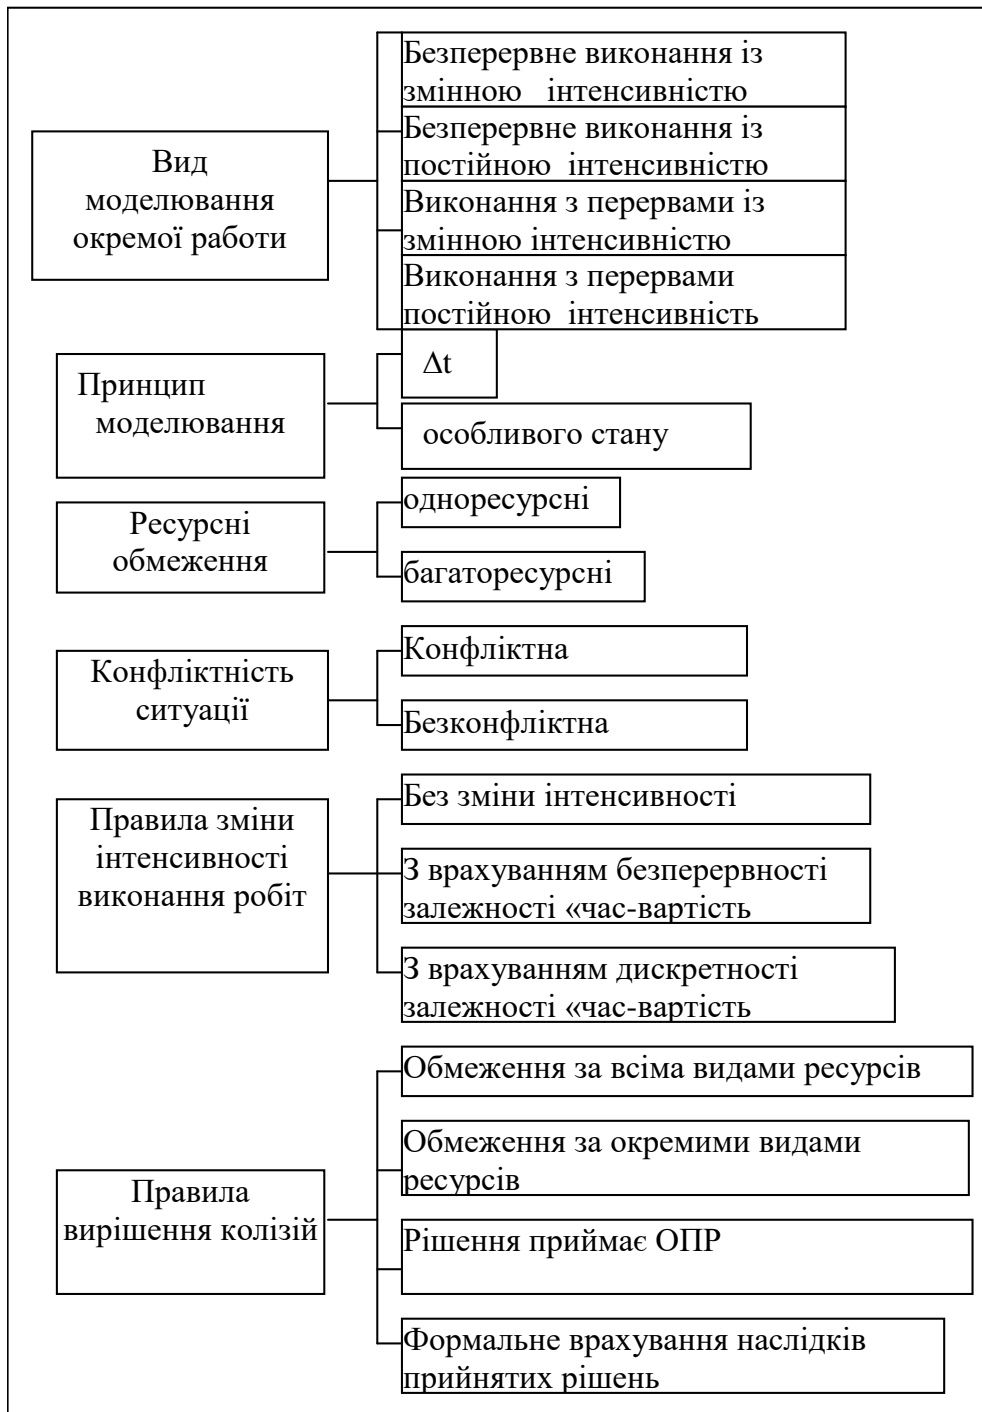 Вид
моделювання
окремої работи
Безперервне виконання із
змінною інтенсивністю
Безперервне виконання із
постійною інтенсивністю
Виконання з перервами із
змінною інтенсивністю
Виконання з перервами
постійною інтенсивність
Принцип
моделювання
Δt
особливого стану
Ресурсні
обмеження
одноресурсні
багаторесурсні
Конфліктність
ситуації
Конфліктна
Безконфліктна
Правила зміни
інтенсивності
виконання робіт
Без зміни інтенсивності
З врахуванням безперервності
залежності «час-вартість
З врахуванням дискретності
залежності «час-вартість
Правила
вирішення колізій
Обмеження за всіма видами ресурсів
Обмеження за окремими видами
ресурсів
Рішення приймає ОПР
Формальне врахування наслідків
прийнятих рішень